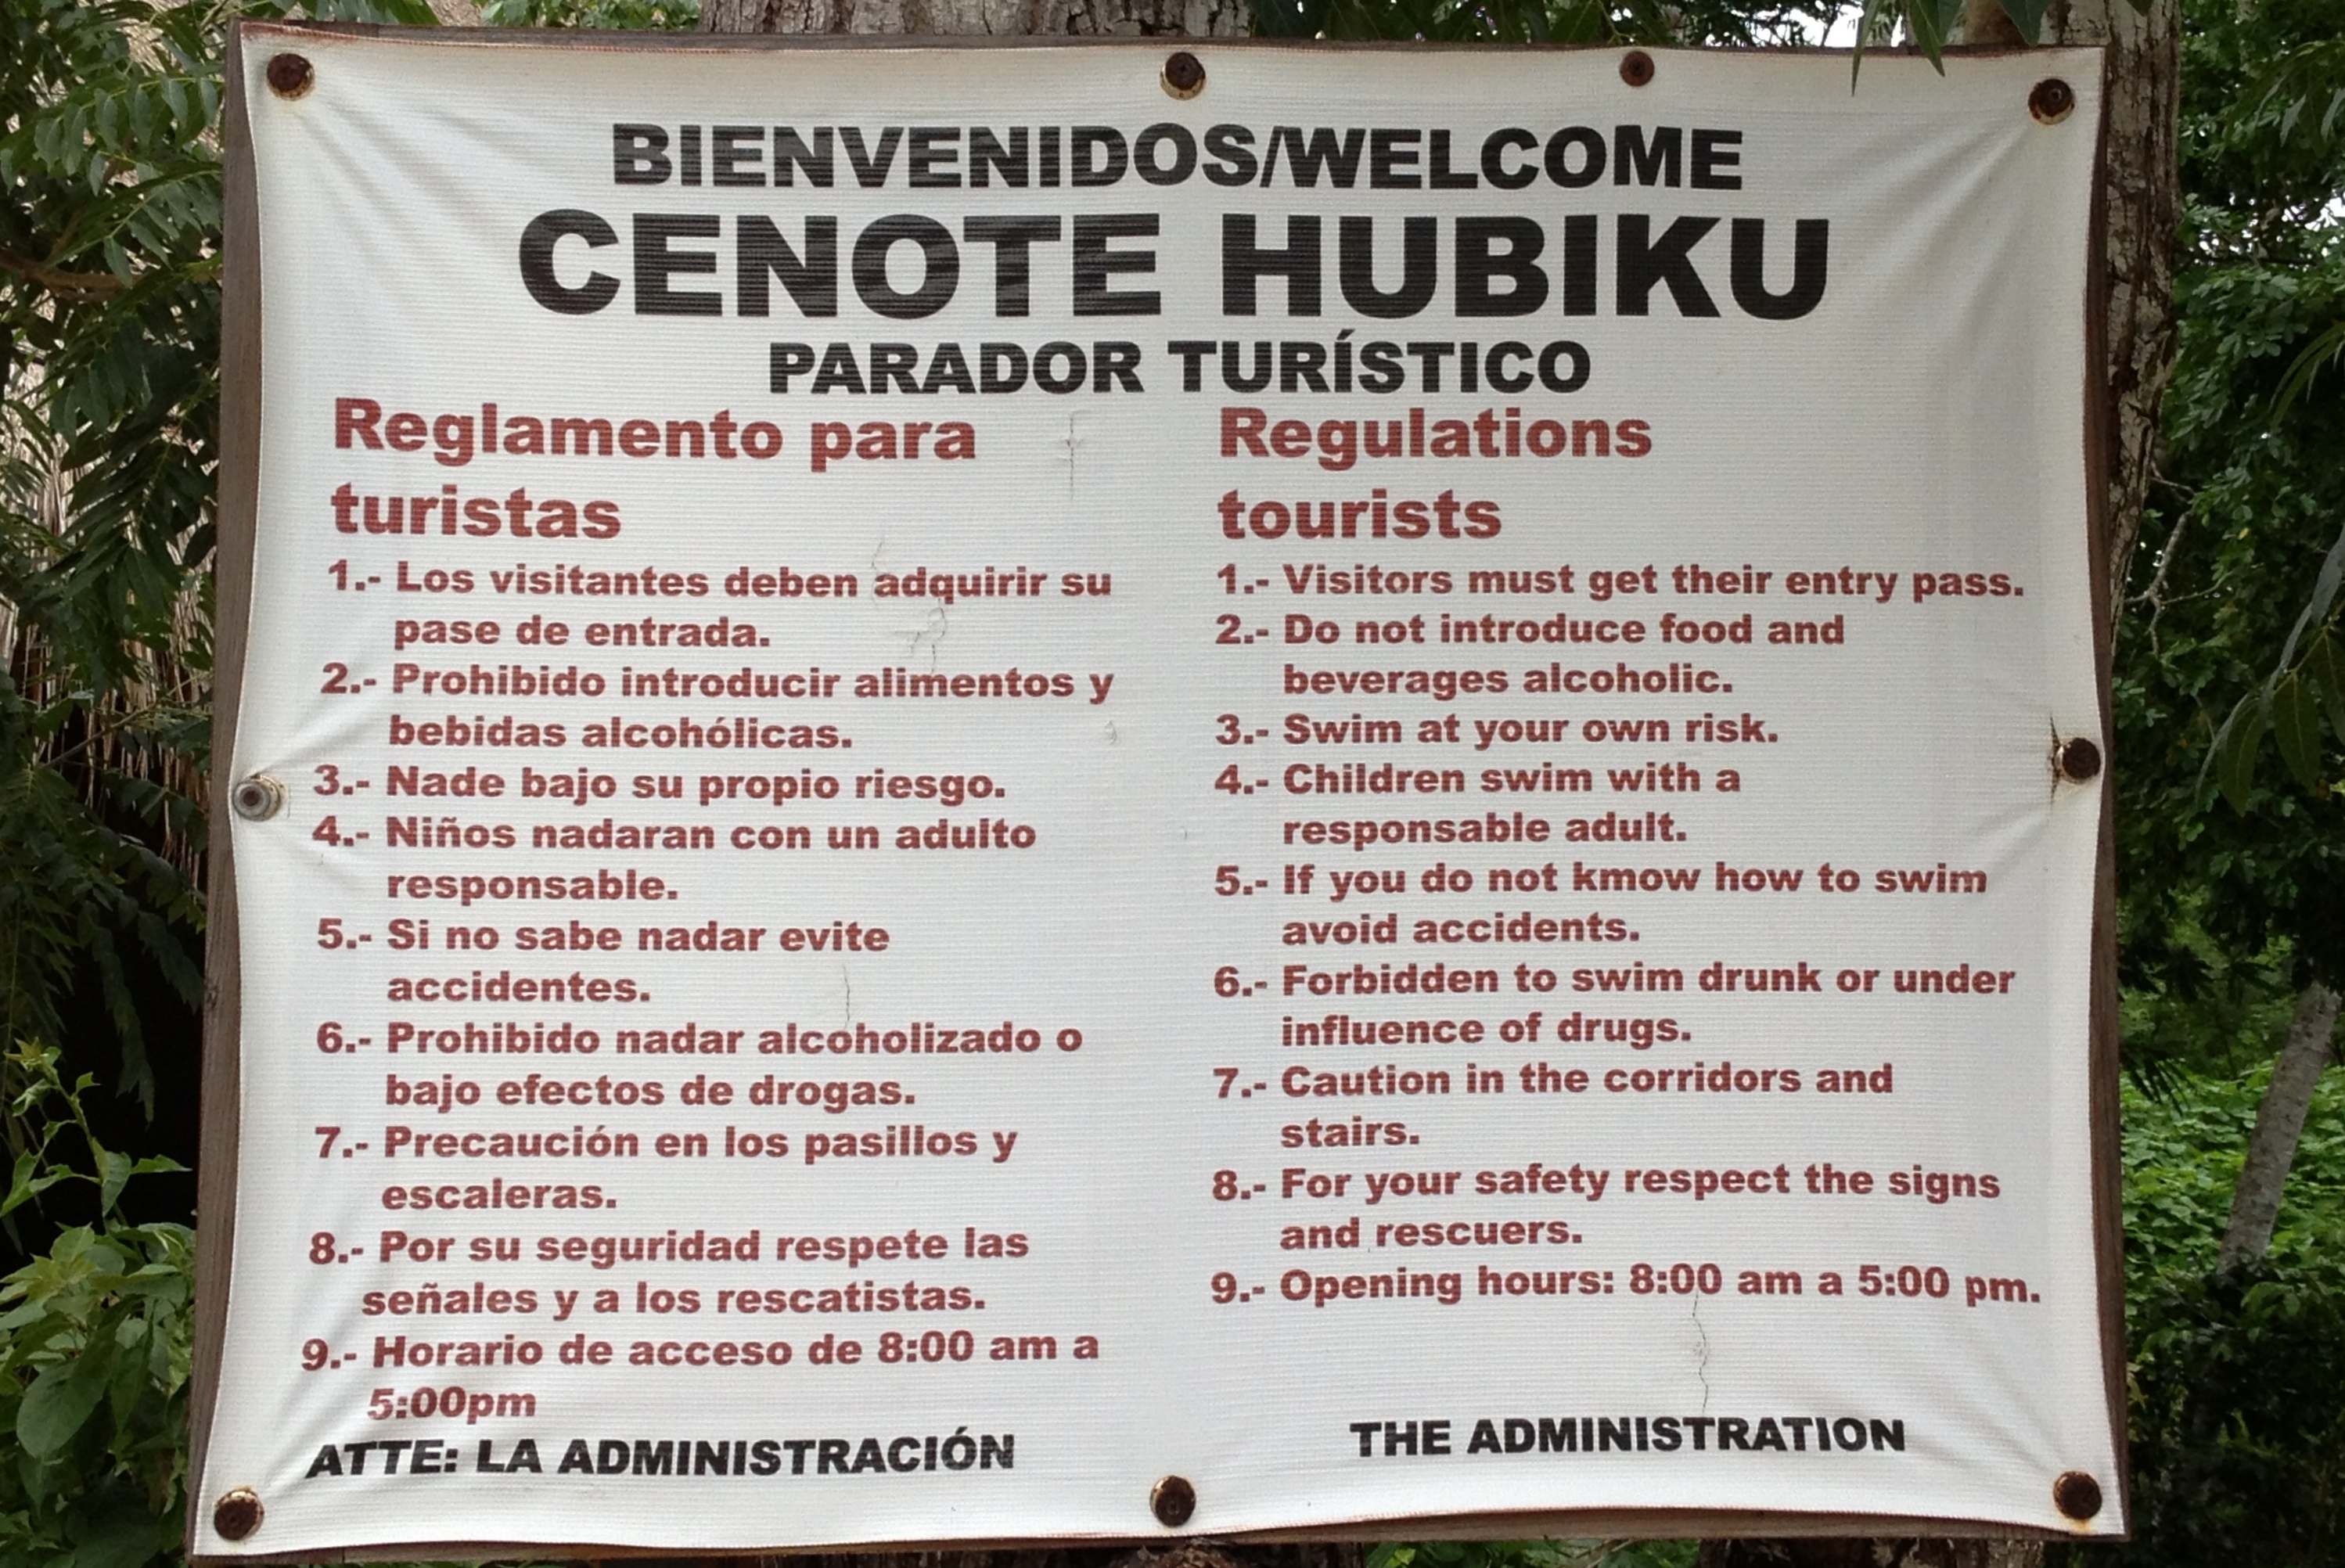 BIENVENIDOS/WELCOME
CENOTE HUBIKU
PARADOR TURÍSTICO
Reglamento para
turistas
1.- Los visitantes deben adquirir su
pase de entrada.
2.- Prohibido introducir alimentos y
bebidas alcohólicas.
3.- Nade bajo su propio riesgo.
4.- Niños nadaran con un adulto
responsable.
5.- Si no sabe nadar evite
accidentes.
6.- Prohibido nadar alcoholizado o
bajo efectos de drogas.
7.- Precaución en los pasillos y
escaleras.
8.- Por su seguridad respete las
señales y a los rescatistas.
9.- Horario de acceso de 8:00 am a
5:00pm
ATTE: LA ADMINISTRACIÓN
Regulations
tourists
1.- Visitors must get their entry pass.
2.- Do not introduce food and
beverages alcoholic.
3.- Swim at your own risk.
4.- Children swim with a
responsable adult.
5.- If you do not kmow how to swim
avoid accidents.
6.- Forbidden to swim drunk or under
influence of drugs.
7.- Caution in the corridors and
stairs.
8.- For your safety respect the signs
and rescuers.
9.- Opening hours: 8:00 am a 5:00 pm.
THE ADMINISTRATION